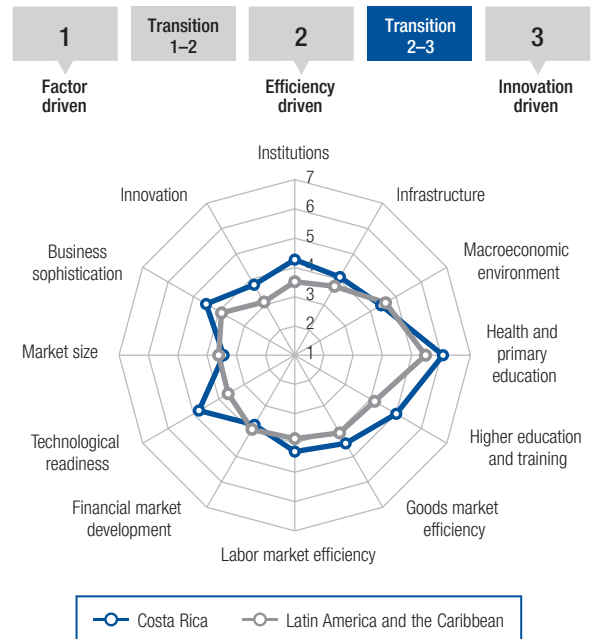 1
Transition
1–2
2
Transition
2–3
3
Factor
driven
Efficiency
driven
Innovation
driven
Institutions
7
Innovation
Infrastructure
6
Business
sophistication
5
Macroeconomic
environment
4
3
2
Market size
1
Health and
primary
education
Technological
readiness
Higher education
and training
Financial market
development
Goods market
efficiency
Labor market efficiency
Costa Rica
Latin America and the Caribbean